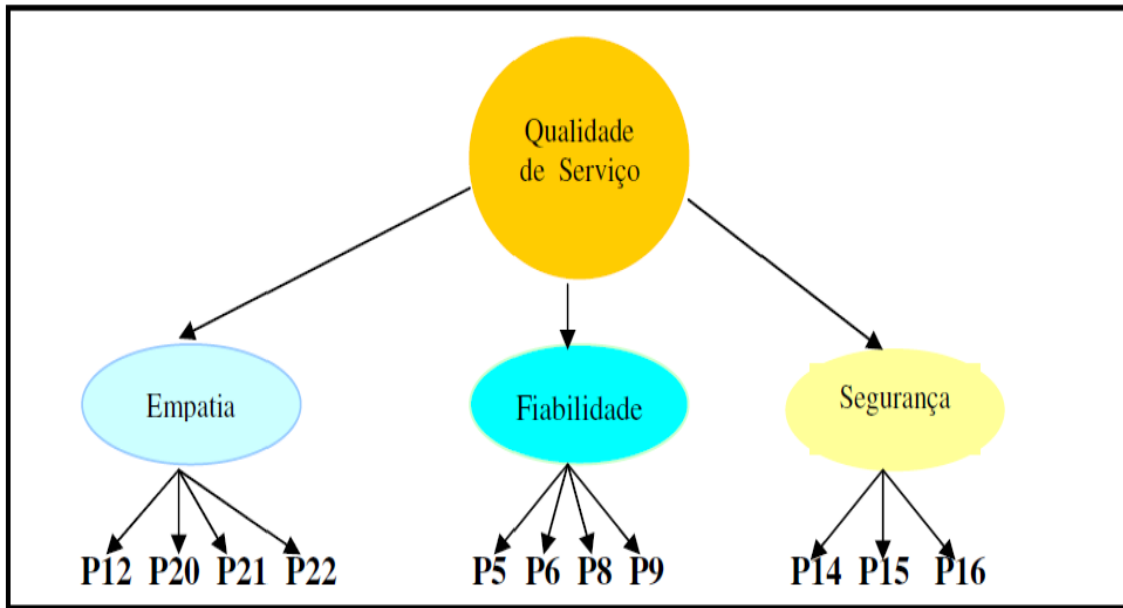 Qualidade
de Serviço
Empatia
Fiabilidade
Segurança
P12 P20 P21 P22
P5 P6 P8 P9
P14 P15 P16